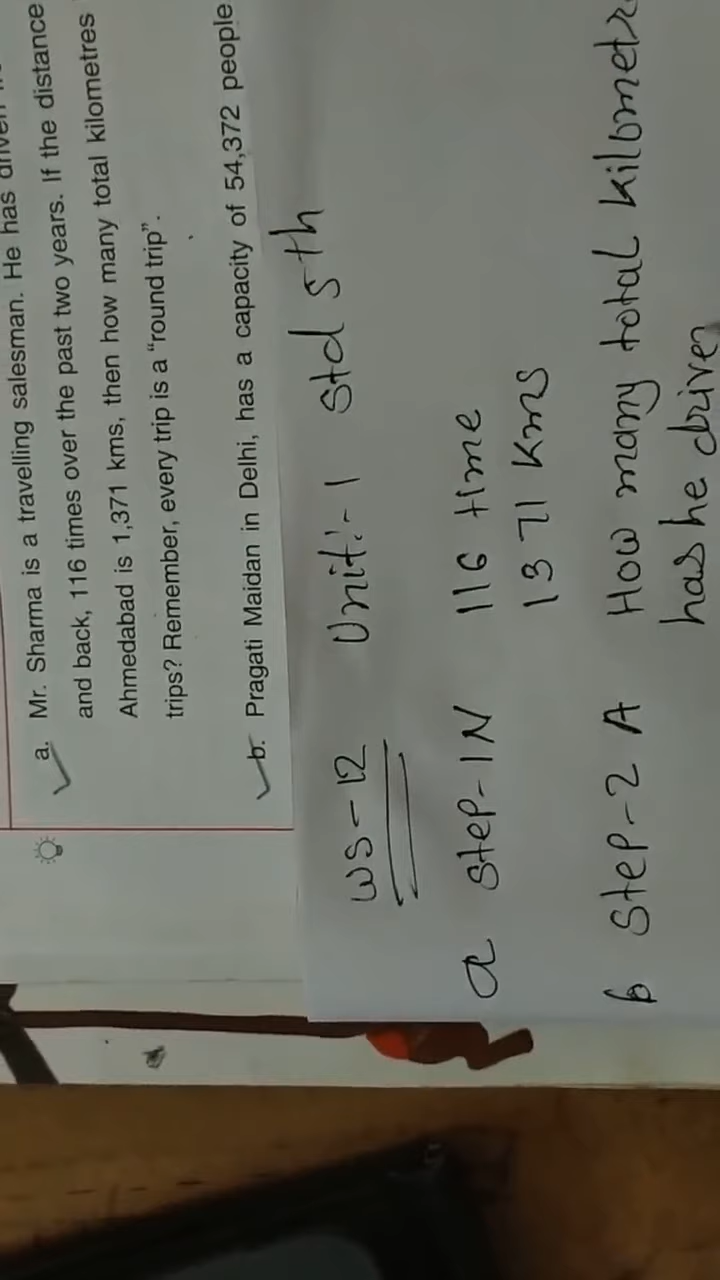 Mr. Sharma is a travelling salesman. He has driven
a. and back, 116 times over the past two years. If the distance
Ahmedabad is 1,371 kms, then how many total kilometres
trips? Remember, every trip is a "round trip".
b. Pragati Maidan in Delhi, has a capacity of 54,372 people
WS-12 Unit:-1 Std 5th
a Step-1N 116 time
1371 Kms
b Step-2 A How many total kilometr
has he driven